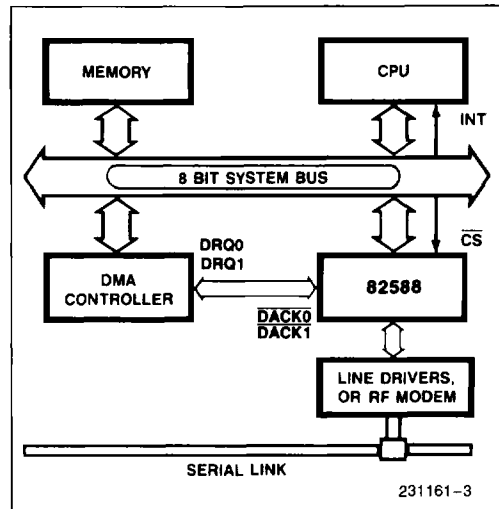 MEMORY
CPU
INT
8 BIT SYSTEM BUS
CS
DRQ0
DRQ1
DMA
CONTROLLER
82588
DACK0
DACK1
LINE DRIVERS,
OR RF MODEM
SERIAL LINK
231161-3